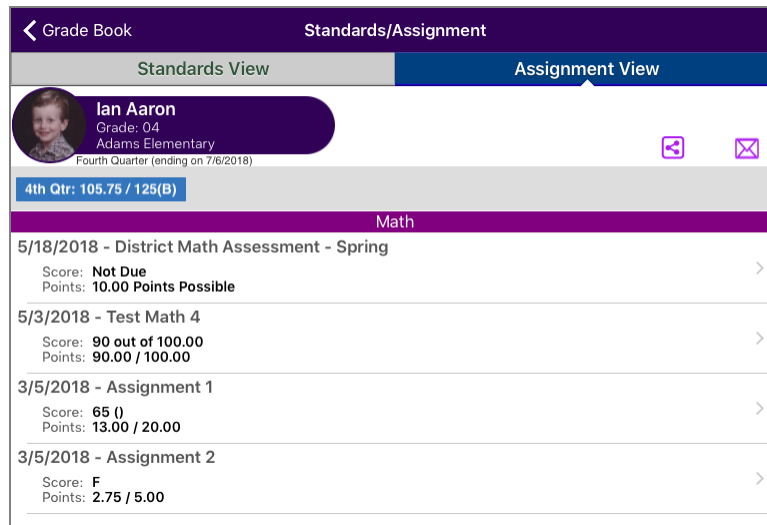 Grade Book
Standards/Assignment
Standards View
Assignment View
Ian Aaron
Grade: 04
Adams Elementary
Fourth Quarter (ending on 7/6/2018)
4th Qtr: 105.75 / 125(B)
Math
5/18/2018 - District Math Assessment - Spring
Score: Not Due
Points: 10.00 Points Possible
5/3/2018 - Test Math 4
Score: 90 out of 100.00
Points: 90.00 / 100.00
3/5/2018 - Assignment 1
Score: 65 ()
Points: 13.00 / 20.00
3/5/2018 - Assignment 2
Score: F
Points: 2.75 / 5.00